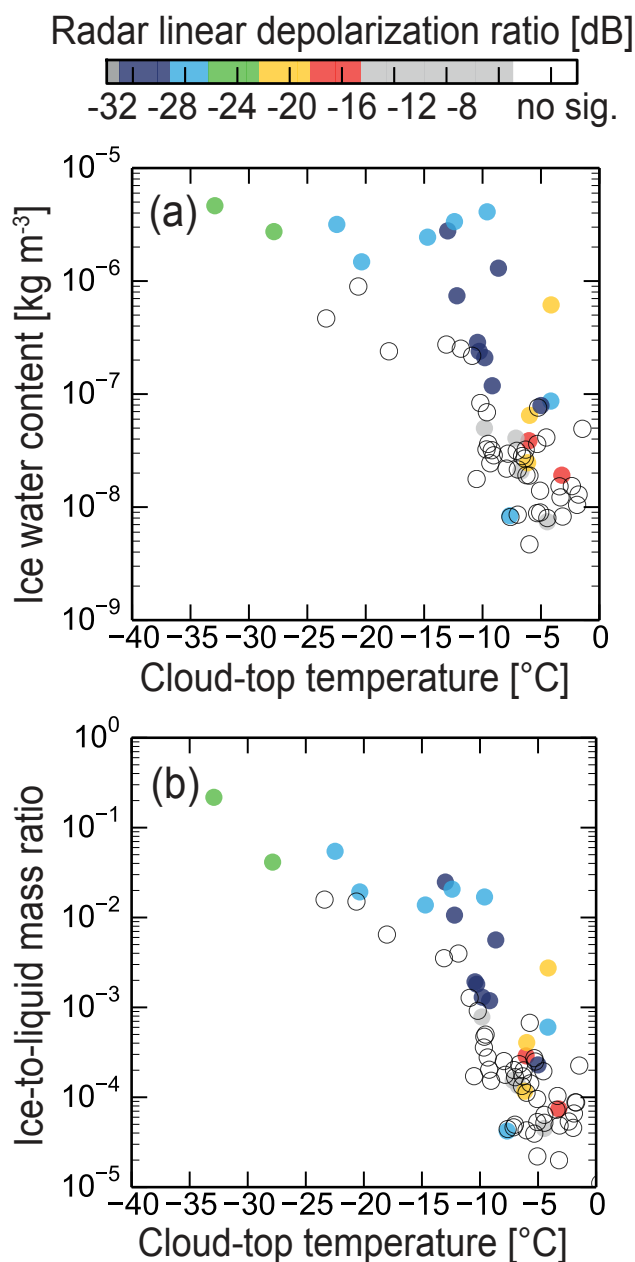 Radar linear depolarization ratio [dB]
-32 -28 -24 -20 -16 -12 -8 no sig.
(a)
Ice water content [kg m⁻³]
10⁻⁵
10⁻⁶
10⁻⁷
10⁻⁸
10⁻⁹
−40 −35 −30 −25 −20 −15 −10 −5 0
Cloud-top temperature [°C]
(b)
Ice-to-liquid mass ratio
10⁰
10⁻¹
10⁻²
10⁻³
10⁻⁴
10⁻⁵
−40 −35 −30 −25 −20 −15 −10 −5 0
Cloud-top temperature [°C]